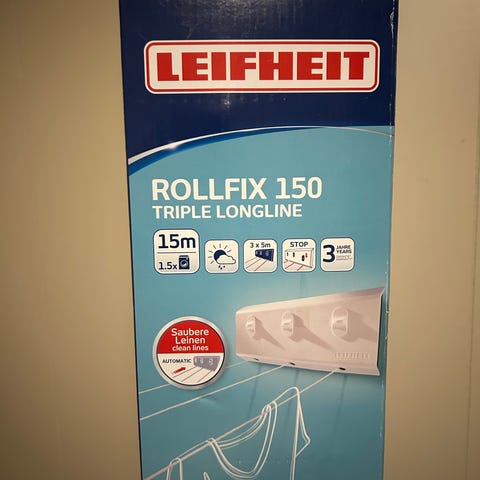 LEIFHEIT
ROLLFIX 150
TRIPLE LONGLINE
15m
1.5x
3 x 5m
STOP
3 JAHRE
YEARS
Saubere
Leinen
clean lines
AUTOMATIC
LEIFHEIT